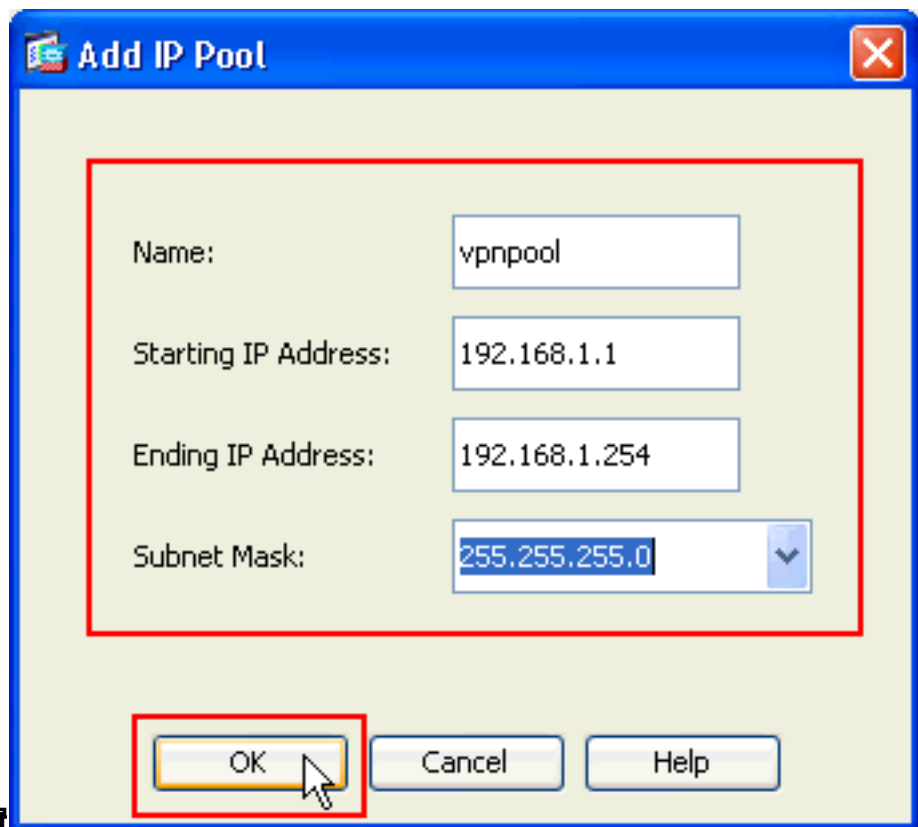 Add IP Pool
Name: vpnpool
Starting IP Address: 192.168.1.1
Ending IP Address: 192.168.1.254
Subnet Mask: 255.255.255.0
OK Cancel Help